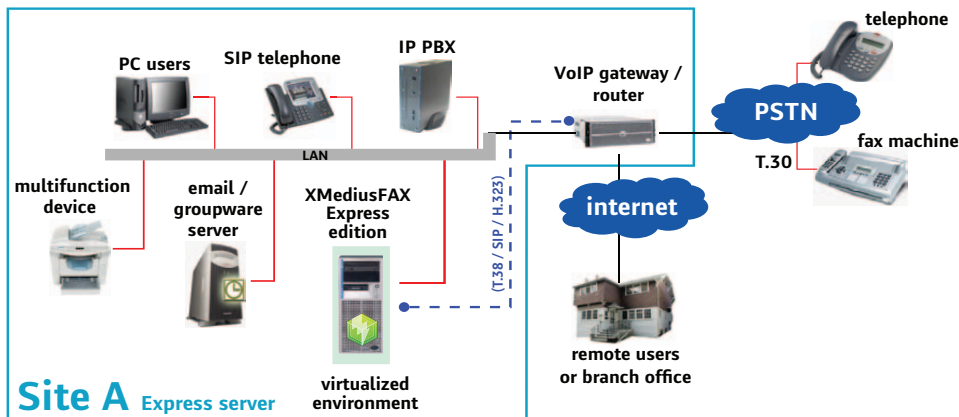 telephone
IP PBX
SIP telephone
PC users
VoIP gateway /
router
PSTN
LAN
T.30
fax machine
multifunction
device
email /
groupware
server
XMediusFAX
Express
edition
(T.38 / SIP / H.323)
internet
remote users
or branch office
virtualized
environment
Site A Express server